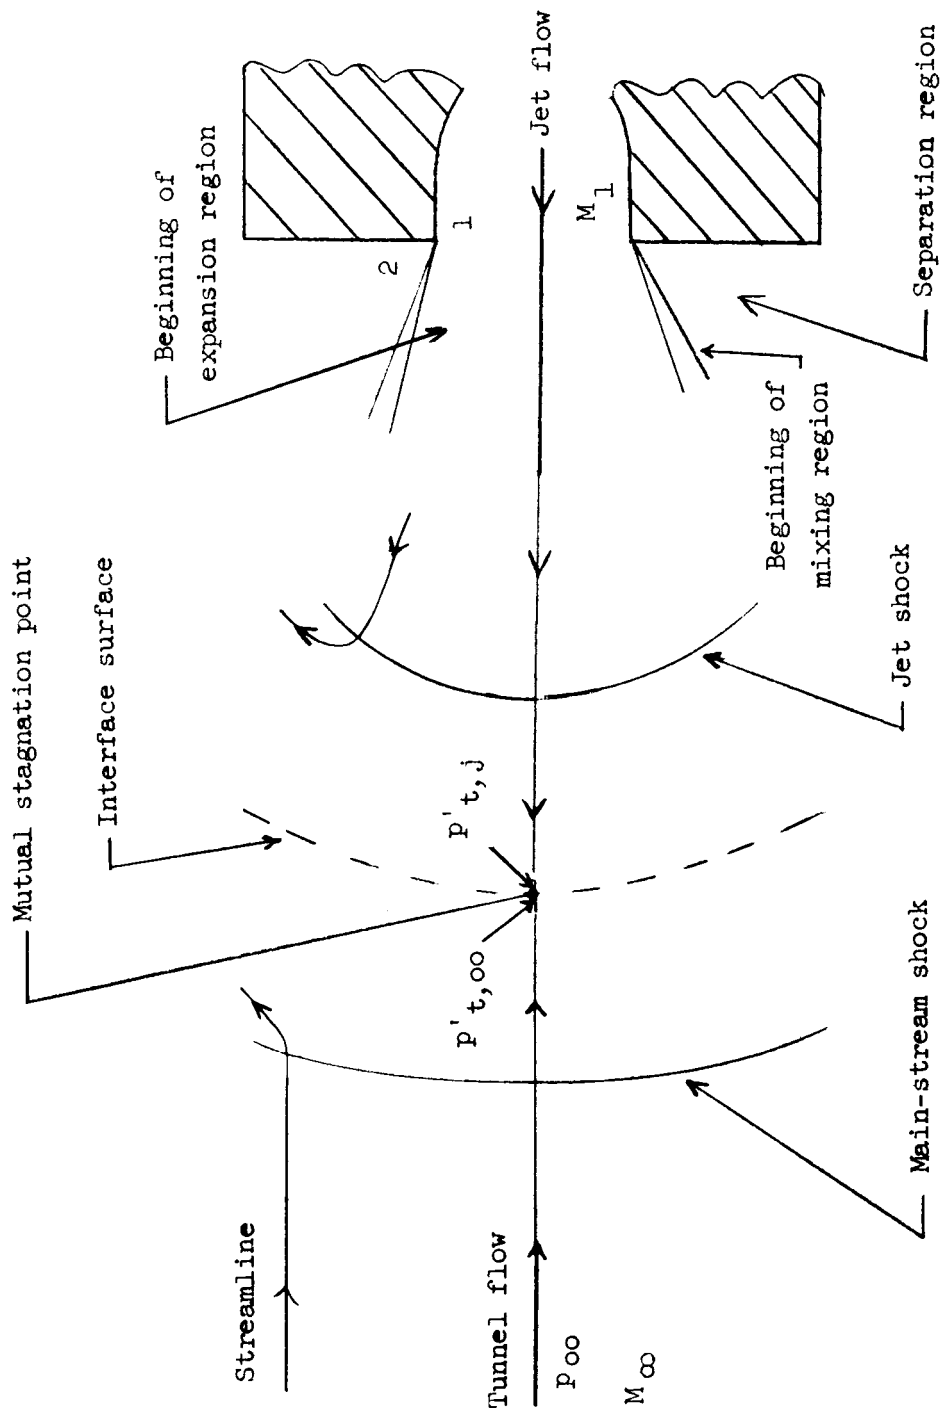 Mutual stagnation point
Interface surface
Beginning of
expansion region
2
1
Jet flow
M1
Streamline
Tunnel flow
p∞
M∞
p't,∞
p't,j
Beginning of
mixing region
Separation region
Jet shock
Main-stream shock